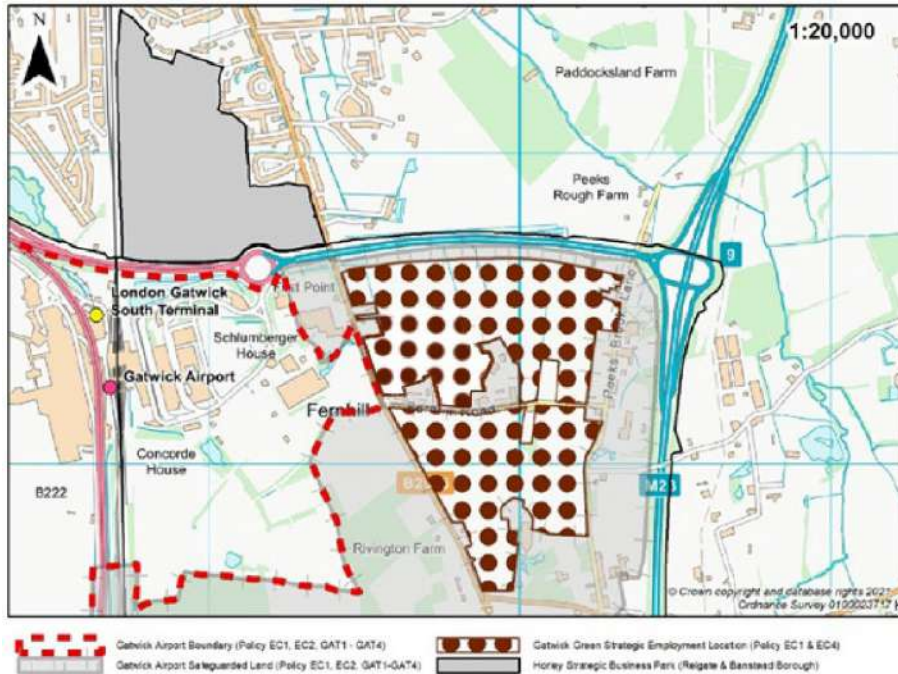 N
1:20,000
Paddocksland Farm
Peeks
Rough Farm
9
London Gatwick
South Terminal
Point
Schlumberger
House
Gatwick Airport
Fernhill
Road
Concorde
House
B222
M23
Rivington Farm
© Crown copyright and database rights 2021
Ordnance Survey
Gatwick Airport Boundary (Policy EC1, EC2, GAT1 - GAT4)
Gatwick Green Strategic Employment Location (Policy EC1 & EC4)
Gatwick Airport Safeguarded Land (Policy EC1, EC2, GAT1-GAT4)
Horley Strategic Business Park (Reigate & Banstead Borough)